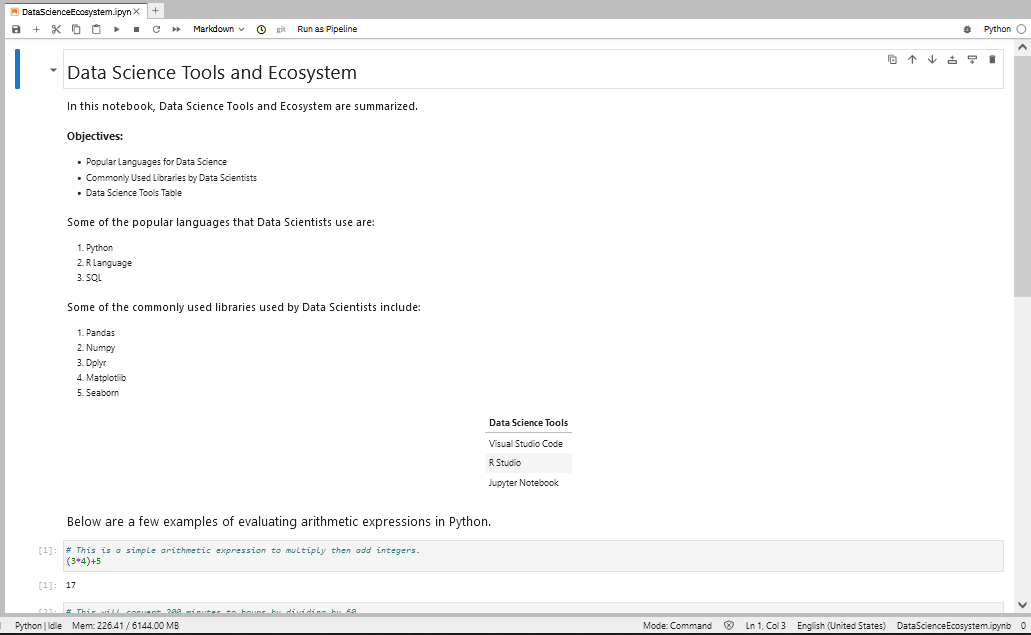 DataScienceEcosystem.ipyn
Markdown
git
Run as Pipeline
Python
Data Science Tools and Ecosystem
In this notebook, Data Science Tools and Ecosystem are summarized.
Objectives:
• Popular Languages for Data Science
• Commonly Used Libraries by Data Scientists
• Data Science Tools Table
Some of the popular languages that Data Scientists use are:
1. Python
2. R Language
3. SQL
Some of the commonly used libraries used by Data Scientists include:
1. Pandas
2. Numpy
3. Dplyr
4. Matplotlib
5. Seaborn
Data Science Tools
Visual Studio Code
R Studio
Jupyter Notebook
Below are a few examples of evaluating arithmetic expressions in Python.
[1]: # This is a simple arithmetic expression to multiply then add integers.
(3*4)+5
[1]: 17
[2]: # This will convert 200 minutes to hours by dividing by 60
Python | Idle Mem: 226.41 / 6144.00 MB Mode: Command Ln 1, Col 3 English (United States) DataScienceEcosystem.ipynb 0